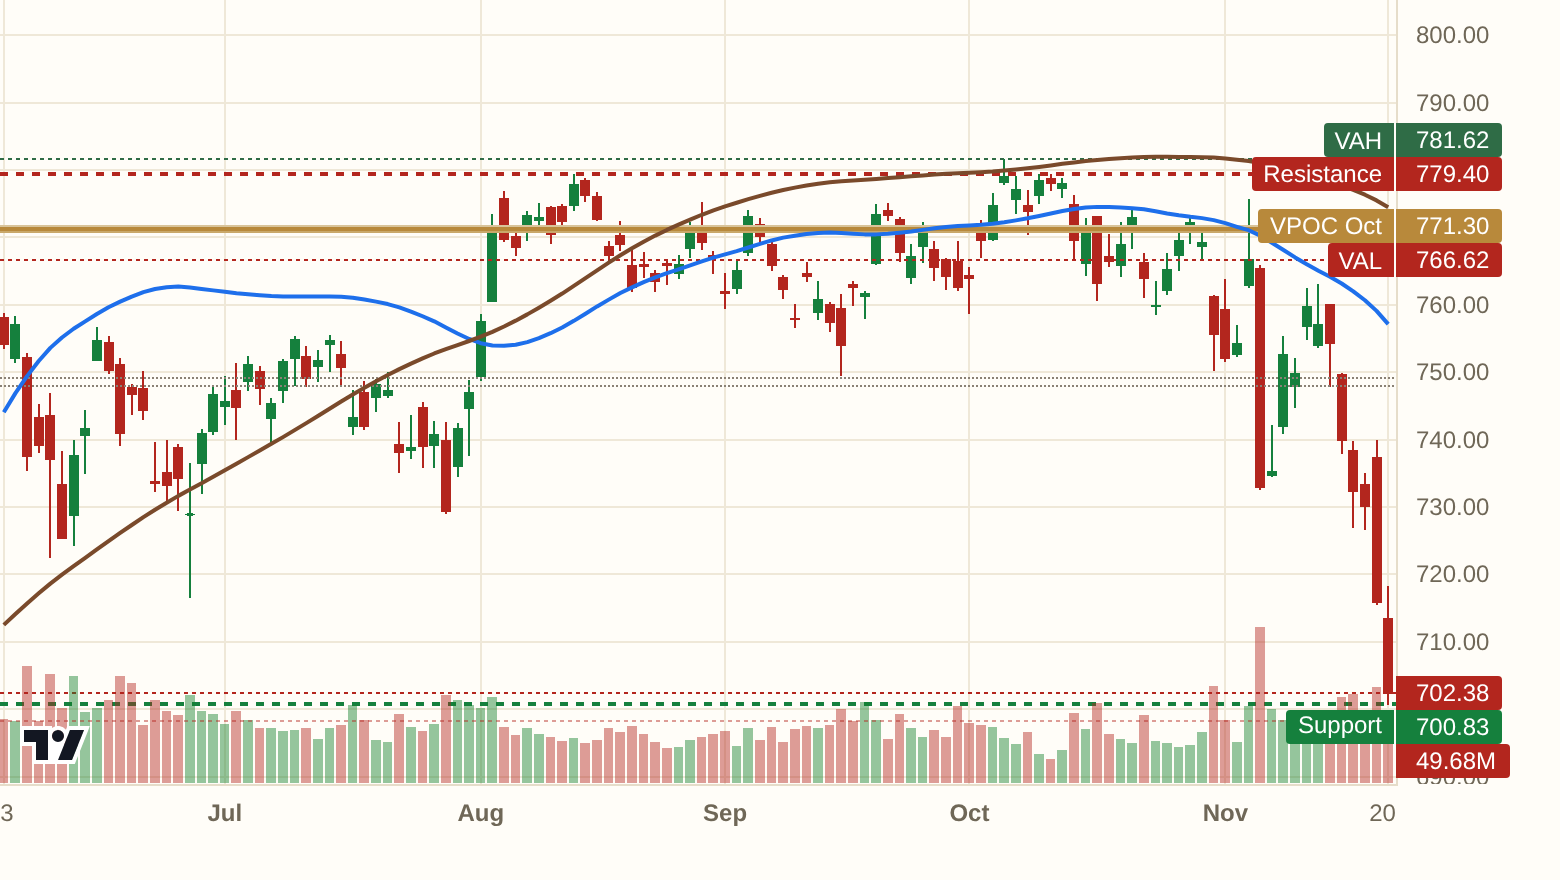 800.00
790.00
VAH 781.62
Resistance 779.40
VPOC Oct 771.30
VAL 766.62
760.00
750.00
740.00
730.00
720.00
710.00
702.38
Support 700.83
49.68M
690.00
3 Jul Aug Sep Oct Nov 20